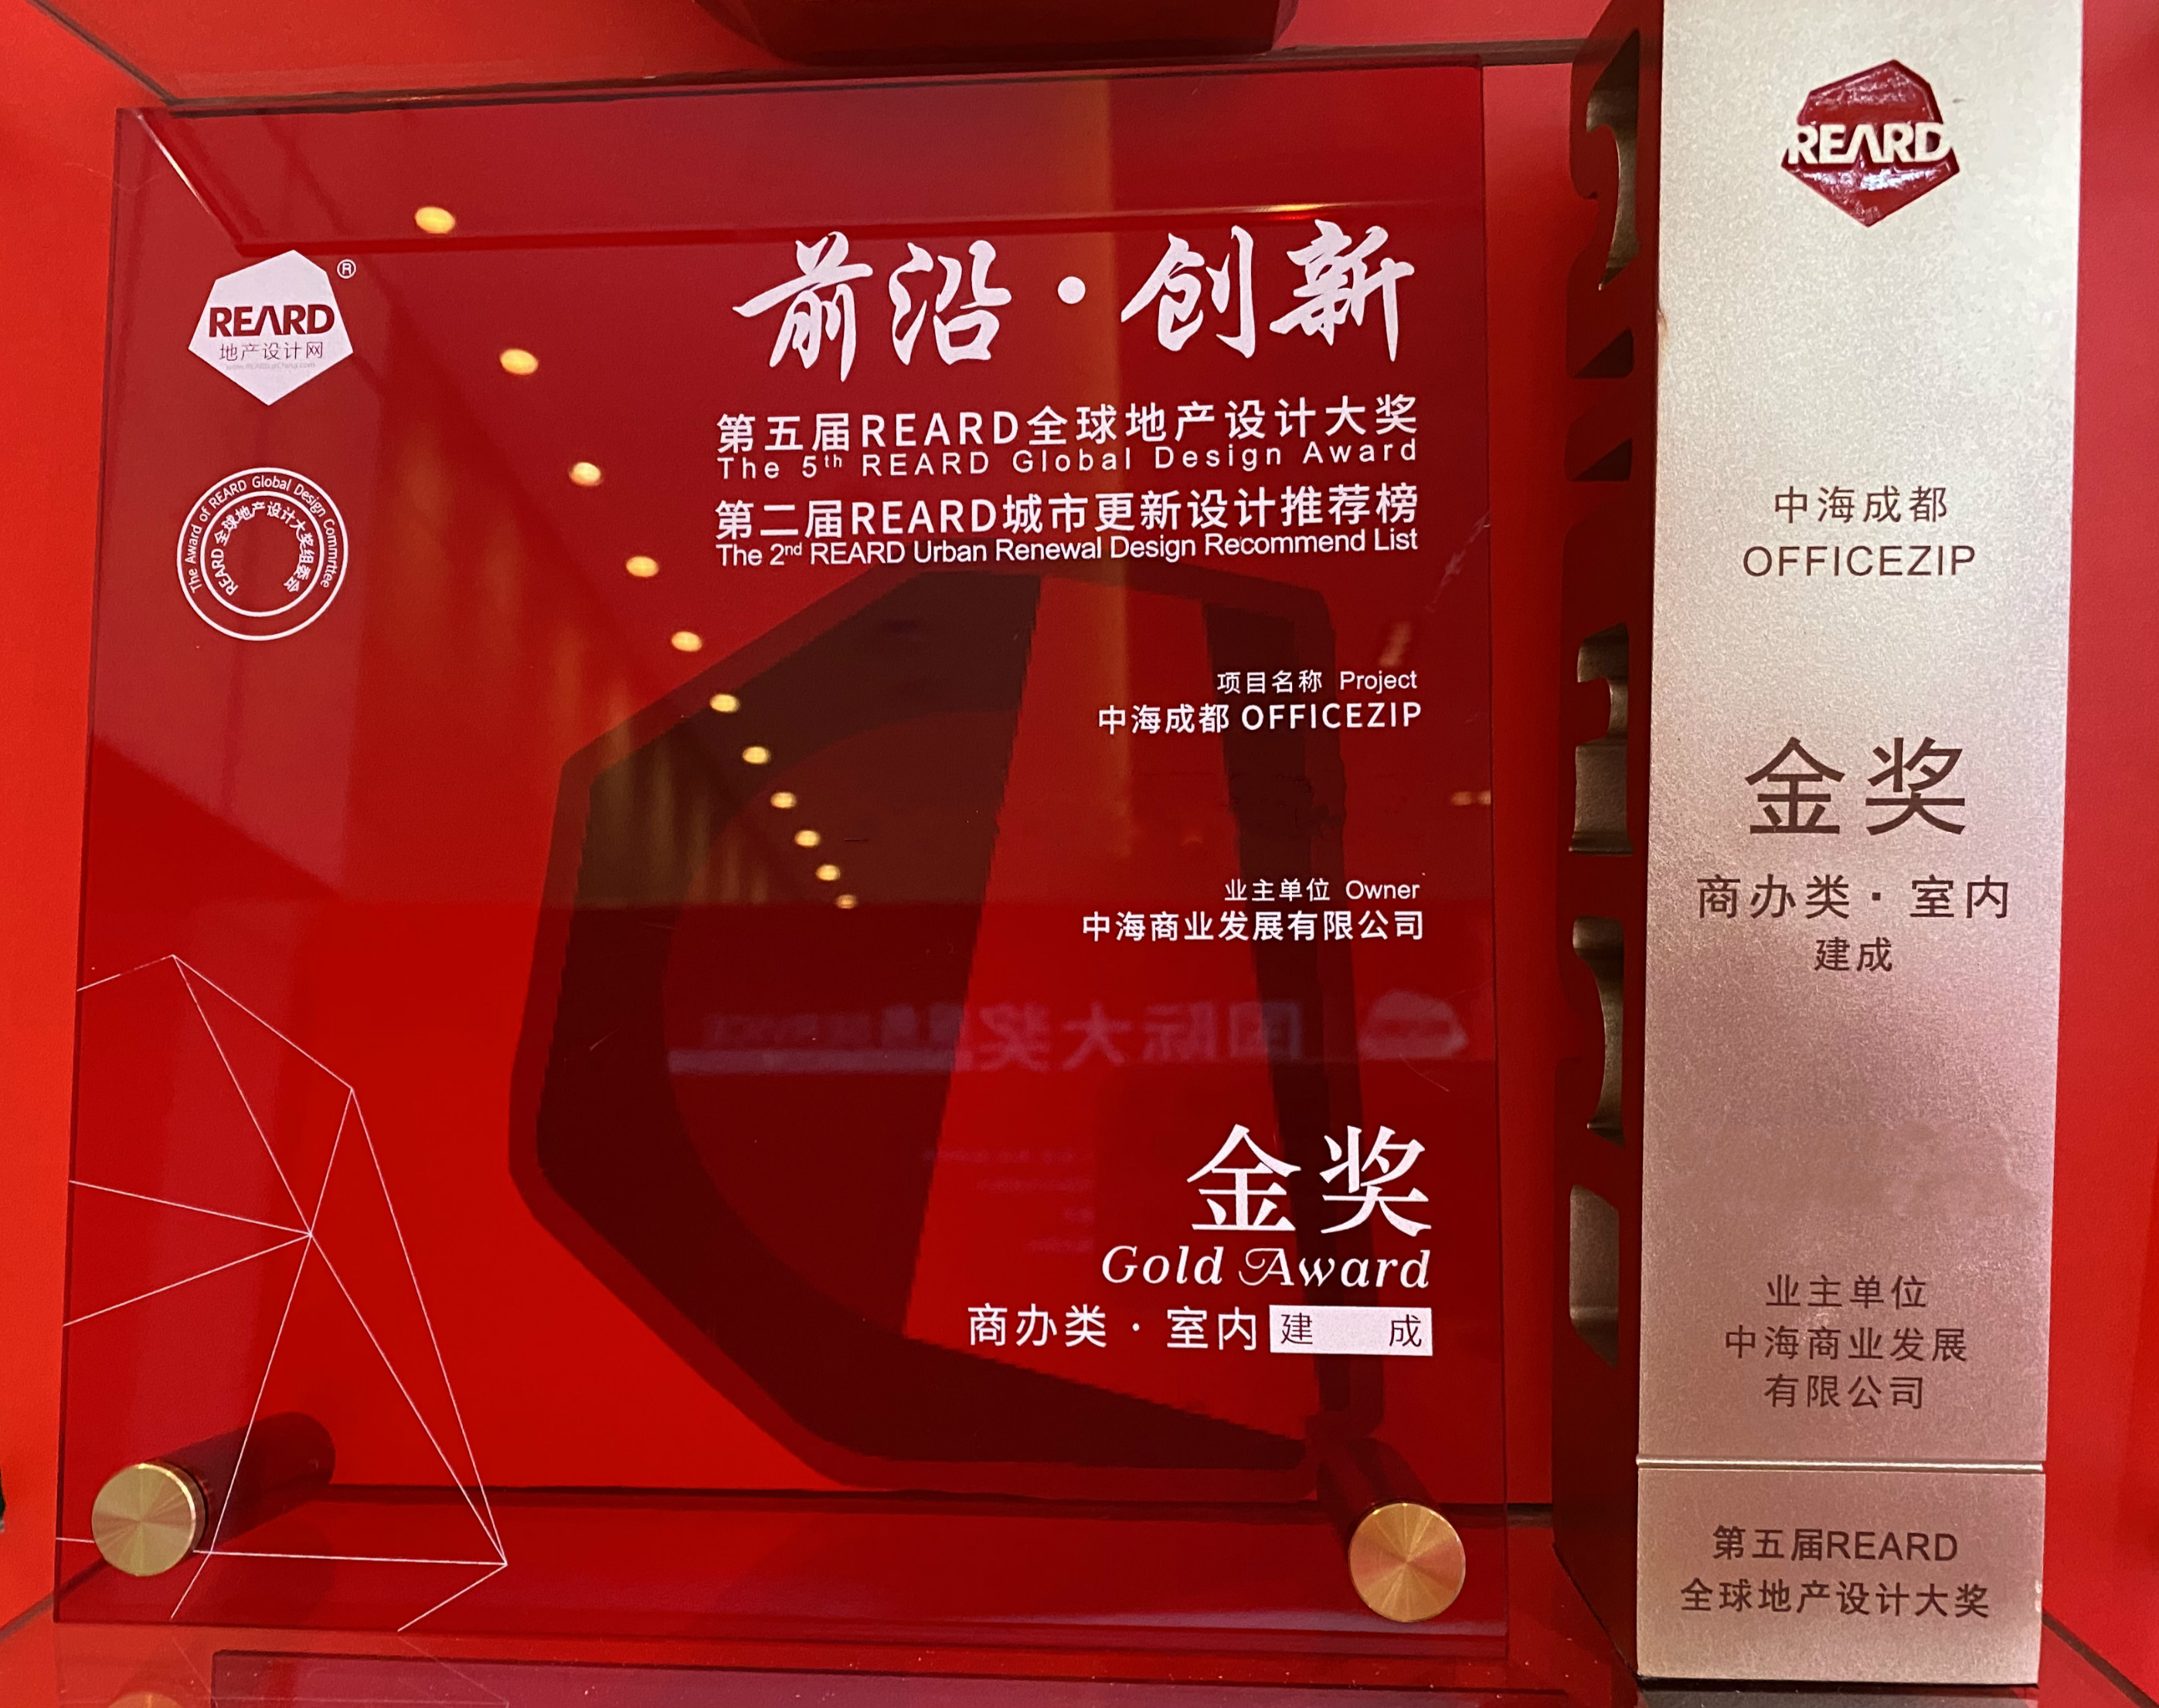 REARD
®
地产设计网
The Award of REARD Global Design Committee
REARD 全球地产设计大奖组委会
前沿·创新
第五届REARD全球地产设计大奖
The 5th REARD Global Design Award
第二届REARD城市更新设计推荐榜
The 2nd REARD Urban Renewal Design Recommend List
项目名称 Project
中海成都 OFFICEZIP
业主单位 Owner
中海商业发展有限公司
国际大奖
金奖
Gold Award
商办类·室内 建 成
REARD
中海成都
OFFICEZIP
金奖
商办类·室内
建成
业主单位
中海商业发展
有限公司
第五届REARD
全球地产设计大奖